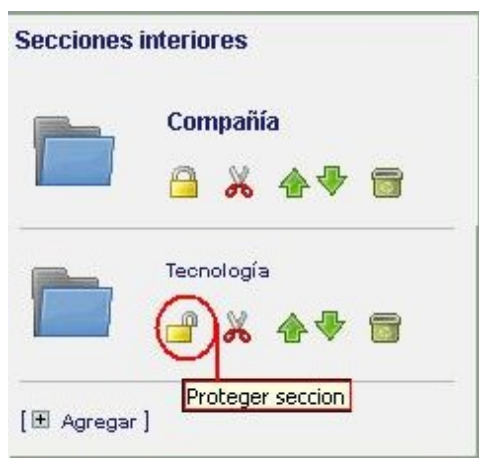 Secciones interiores
Compañía
Tecnología
Proteger seccion
[ + Agregar ]